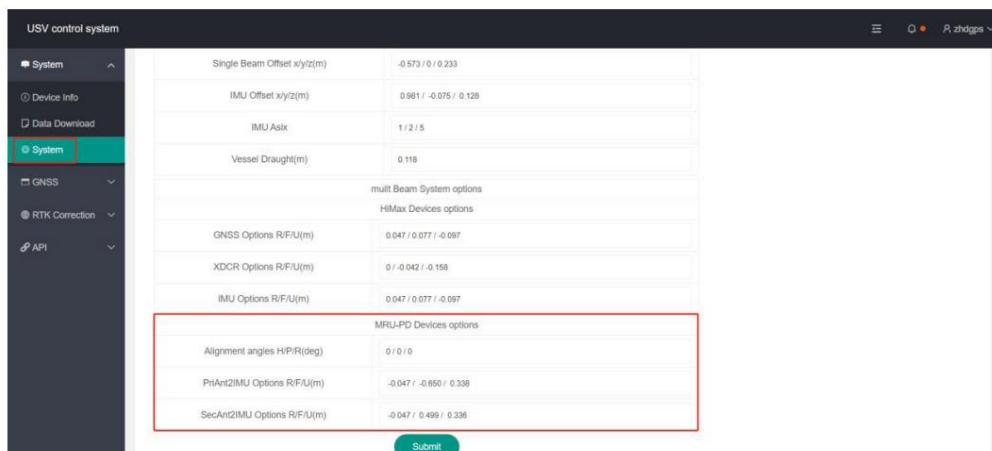 USV control system
zhdgps
System
Device Info
Data Download
System
GNSS
RTK Correction
API
Single Beam Offset x/y/z(m) -0.573 / 0 / 0.233
IMU Offset x/y/z(m) 0.981 / -0.075 / 0.128
IMU Asix 1 / 2 / 5
Vessel Draught(m) 0.118
mulit Beam System options
HiMax Devices options
GNSS Options R/F/U(m) 0.047 / 0.077 / -0.097
XDCR Options R/F/U(m) 0 / -0.042 / -0.158
IMU Options R/F/U(m) 0.047 / 0.077 / -0.097
MRU-PD Devices options
Alignment angles H/P/R(deg) 0 / 0 / 0
PriAnt2IMU Options R/F/U(m) -0.047 / -0.650 / 0.338
SecAnt2IMU Options R/F/U(m) -0.047 / 0.499 / 0.336
Submit